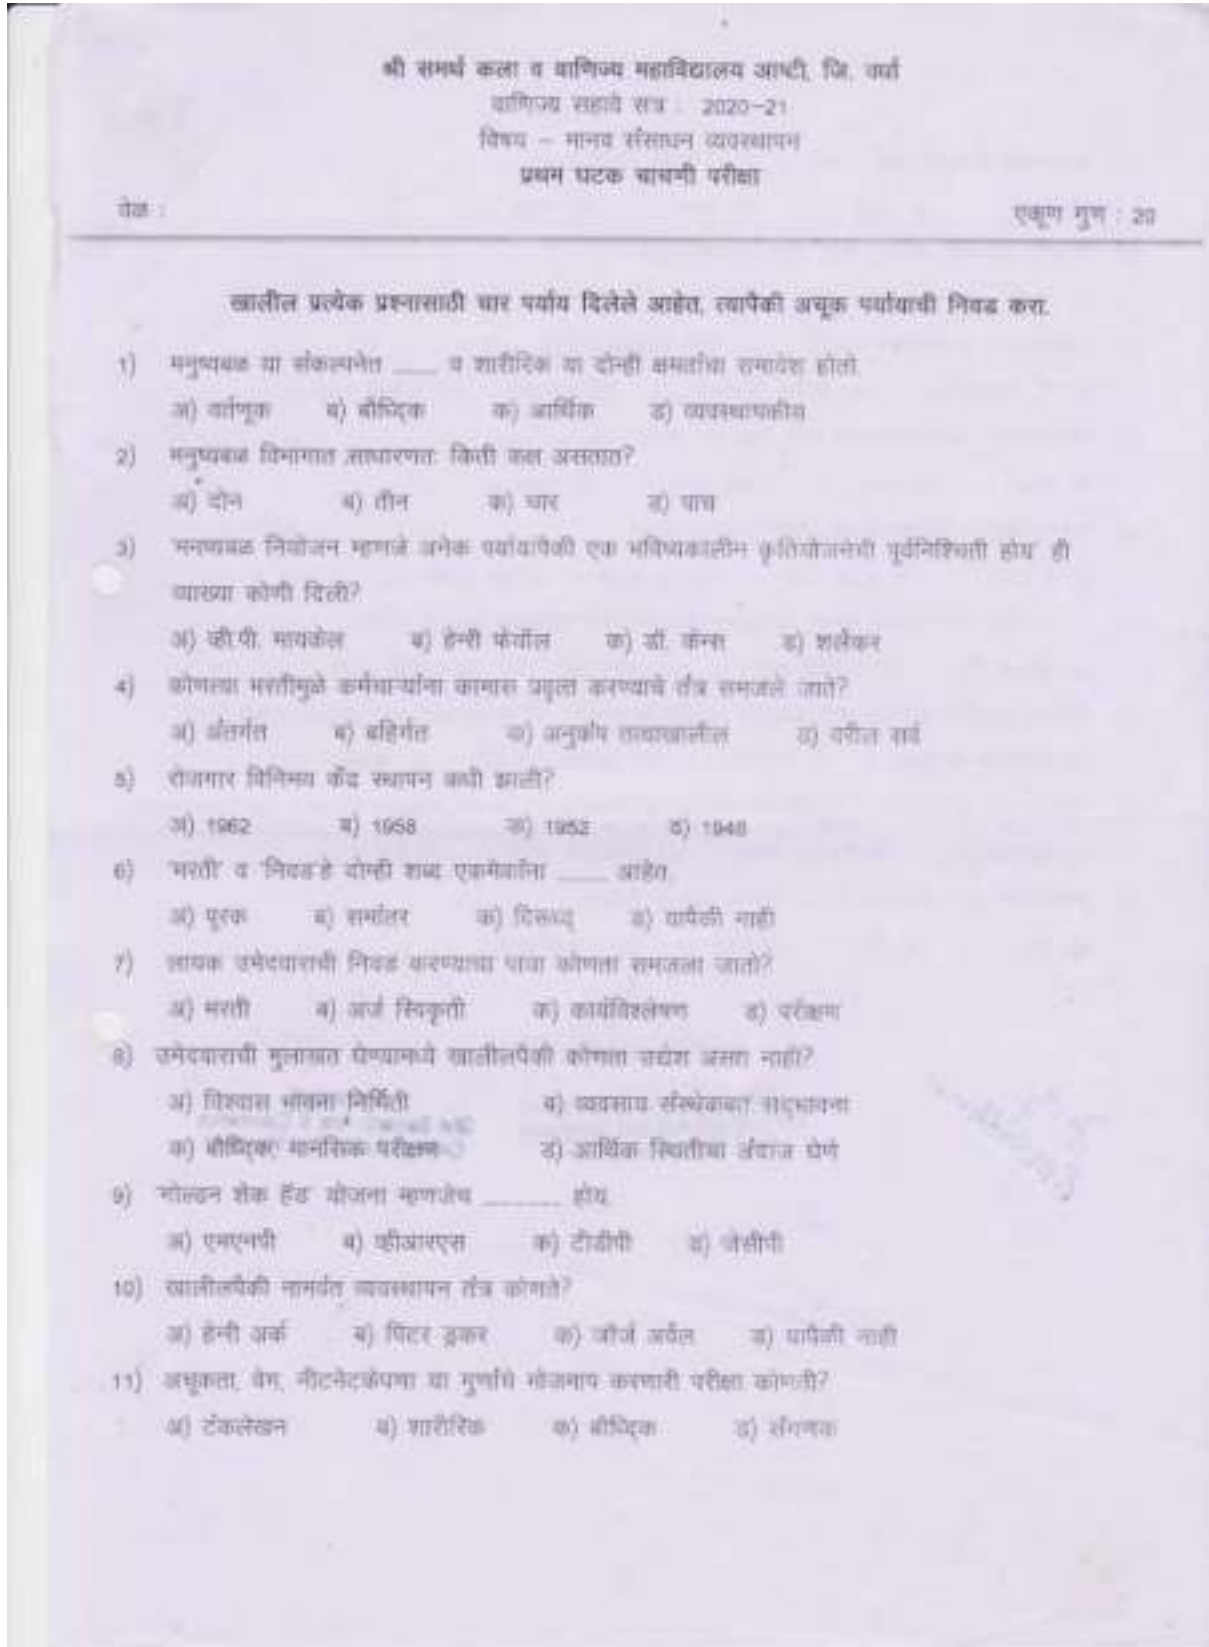 श्री समर्थ कला व वाणिज्य महाविद्यालय आष्टी, जि. वर्धा
वाणिज्य सहावे सत्र : 2020-21
विषय – मानव संसाधन व्यवस्थापन
प्रथम घटक चाचणी परीक्षा
वेळ : एकूण गुण : 20
खालील प्रत्येक प्रश्नासाठी चार पर्याय दिलेले आहेत, त्यापैकी अचूक पर्यायाची निवड करा.
1) मनुष्यबळ या संकल्पनेत ____ व शारीरिक या दोन्ही क्षमतांचा समावेश होतो.
अ) वर्तणूक ब) बौध्दिक क) आर्थिक ड) व्यवस्थापकीय
2) मनुष्यबळ विभागात साधारणतः किती कल असतात?
अ) दोन ब) तीन क) चार ड) पाच
3) 'मनुष्यबळ नियोजन म्हणजे अनेक पर्यायांपैकी एक भविष्यकालीन कृतियोजनेची पूर्वनिश्चिती होय' ही
व्याख्या कोणी दिली?
अ) व्ही.पी. मायकेल ब) हेन्री फेयॉल क) डी. केन्स ड) शर्लेकर
4) कोणत्या भरतीमुळे कर्मचाऱ्यांना कामास प्रवृत्त करण्याचे तंत्र समजले जाते?
अ) अंतर्गत ब) बहिर्गत क) अनुकंप तत्वाखालील ड) वरील सर्व
5) रोजगार विनिमय केंद्र स्थापन कधी झाली?
अ) 1962 ब) 1958 क) 1952 ड) 1948
6) 'भरती' व 'निवड'हे दोन्ही शब्द एकमेकांना ____ आहेत.
अ) पूरक ब) समांतर क) विरूध्द ड) यापैकी नाही
7) लायक उमेदवाराची निवड करण्याचा पाया कोणता समजला जातो?
अ) भरती ब) अर्ज स्विकृती क) कार्यविश्लेषण ड) परीक्षण
8) उमेदवाराची मुलाखत घेण्यामध्ये खालीलपैकी कोणता उद्येश असत नाही?
अ) विश्वास भावना निर्मिती ब) व्यवसाय संस्थेबाबत सद्भावना
क) बौध्दिक मानसिक परीक्षण ड) आर्थिक स्थितीचा अंदाज घेणे
9) 'गोल्डन शेक हँड' योजना म्हणजेच _______ होय.
अ) एमएनपी ब) व्हीआरएस क) टीडीपी ड) जेसीपी
10) खालीलपैकी नामवंत व्यवस्थापन तंत्र कोणते?
अ) हेन्री अर्क ब) पिटर ड्रकर क) जॉर्ज अर्वेल ड) यापैकी नाही
11) अचूकता, वेग, नीटनेटकेपणा या गुणांचे मोजमाप करणारी परीक्षा कोणती?
अ) टंकलेखन ब) शारीरिक क) बौध्दिक ड) संगणक